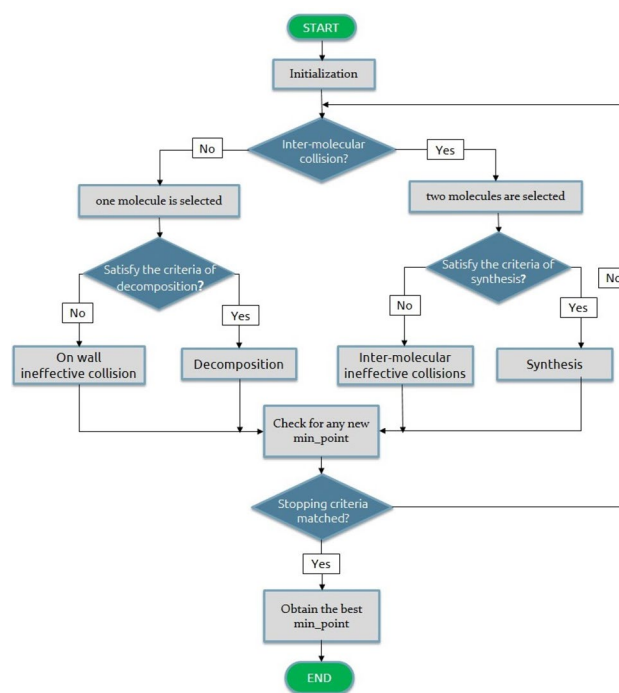 START
Initialization
Inter-molecular
collision?
No
Yes
one molecule is selected
two molecules are selected
Satisfy the criteria of
decomposition?
Satisfy the criteria of
synthesis?
No
Yes
No
Yes
No
On wall
ineffective collision
Decomposition
Inter-molecular
ineffective collisions
Synthesis
Check for any new
min_point
Stopping criteria
matched?
Yes
Obtain the best
min_point
END